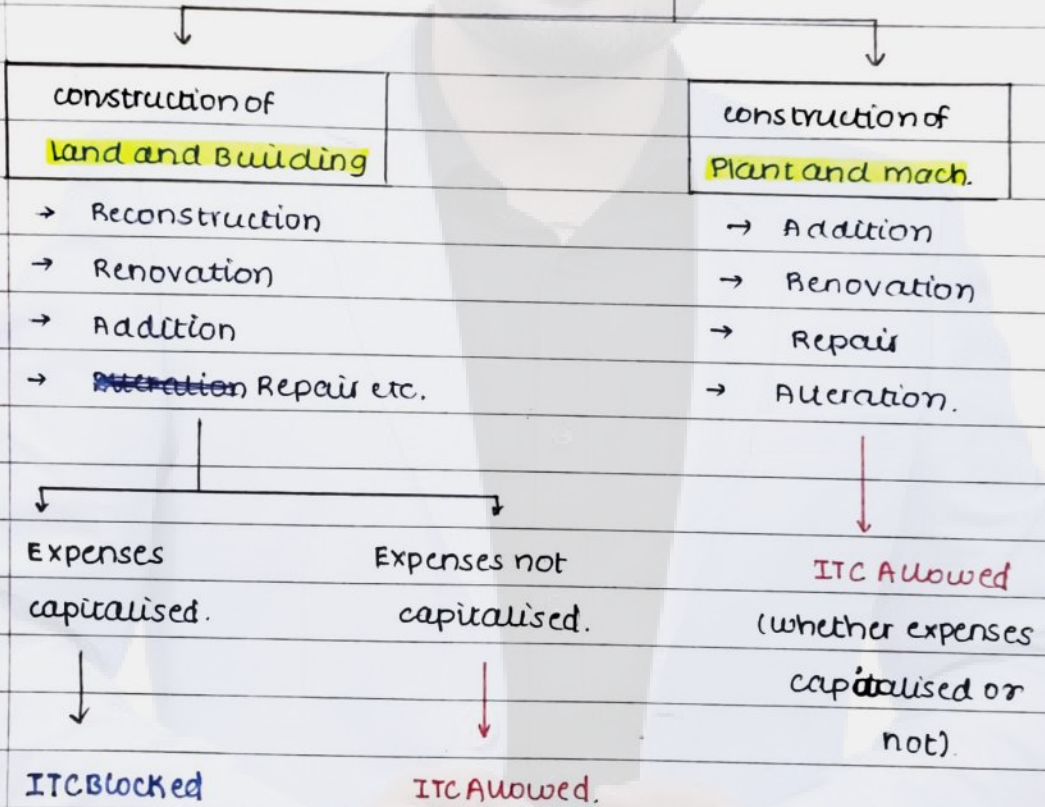 construction of
Land and Building
→ Reconstruction
→ Renovation
→ Addition
→ Repair etc.
Expenses
capitalised.
ITC Blocked
Expenses not
capitalised.
ITC Allowed.
construction of
Plant and mach.
→ Addition
→ Renovation
→ Repair
→ Alteration.
ITC Allowed
(whether expenses
capitalised or
not).